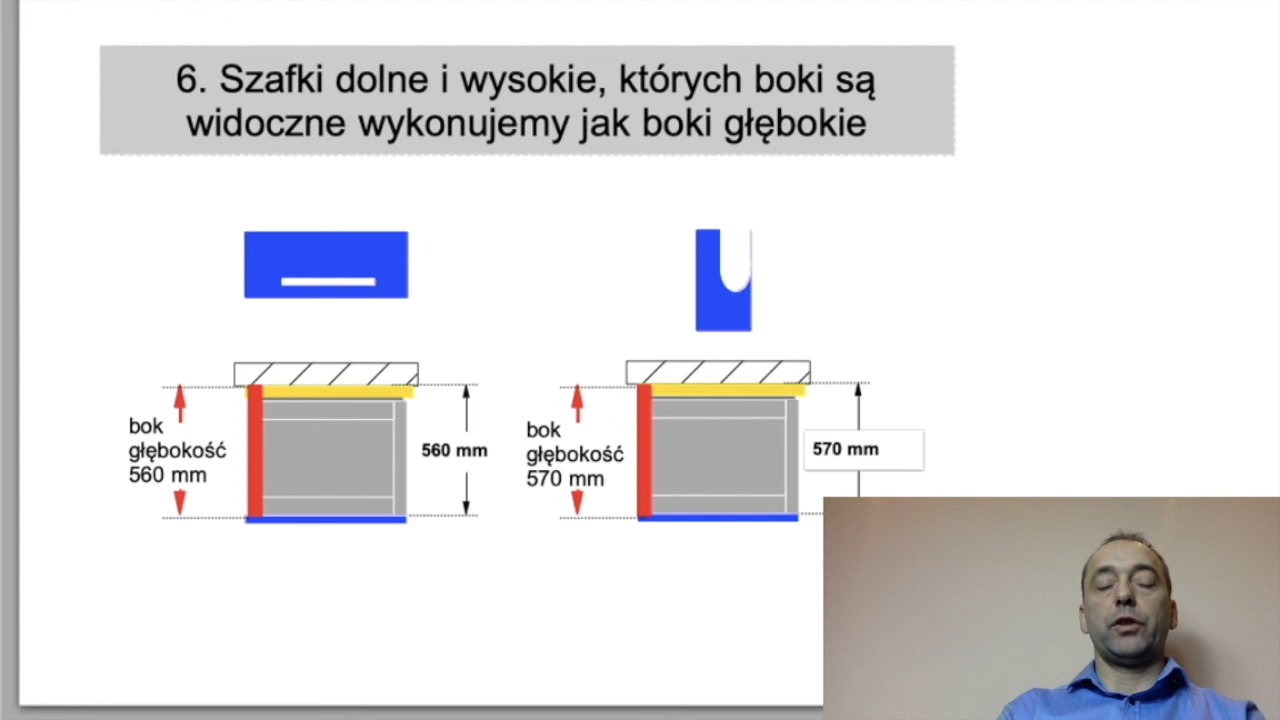 6. Szafki dolne i wysokie, których boki są
widoczne wykonujemy jak boki głębokie
bok
głębokość
560 mm
560 mm
bok
głębokość
570 mm
570 mm